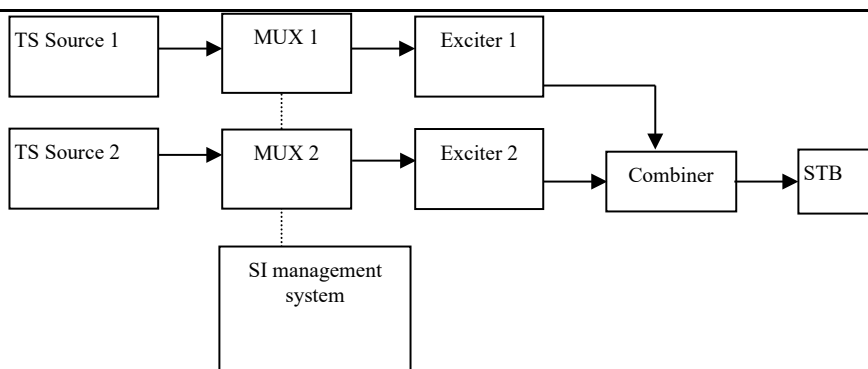 TS Source 1
MUX 1
Exciter 1
TS Source 2
MUX 2
Exciter 2
Combiner
STB
SI management
system